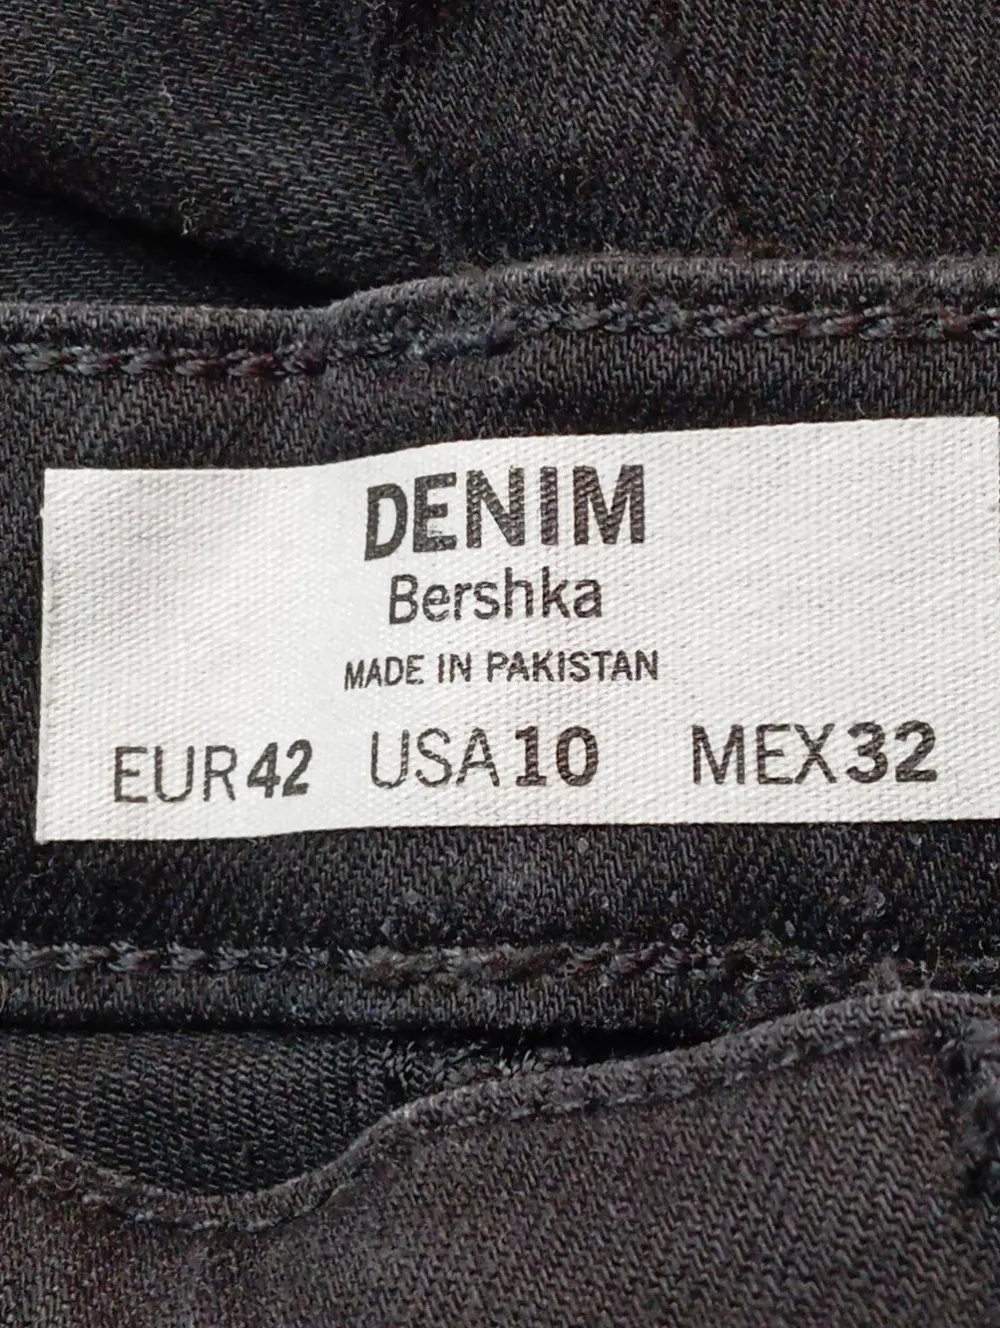 DENIM
Bershka
MADE IN PAKISTAN
EUR42 USA10 MEX32